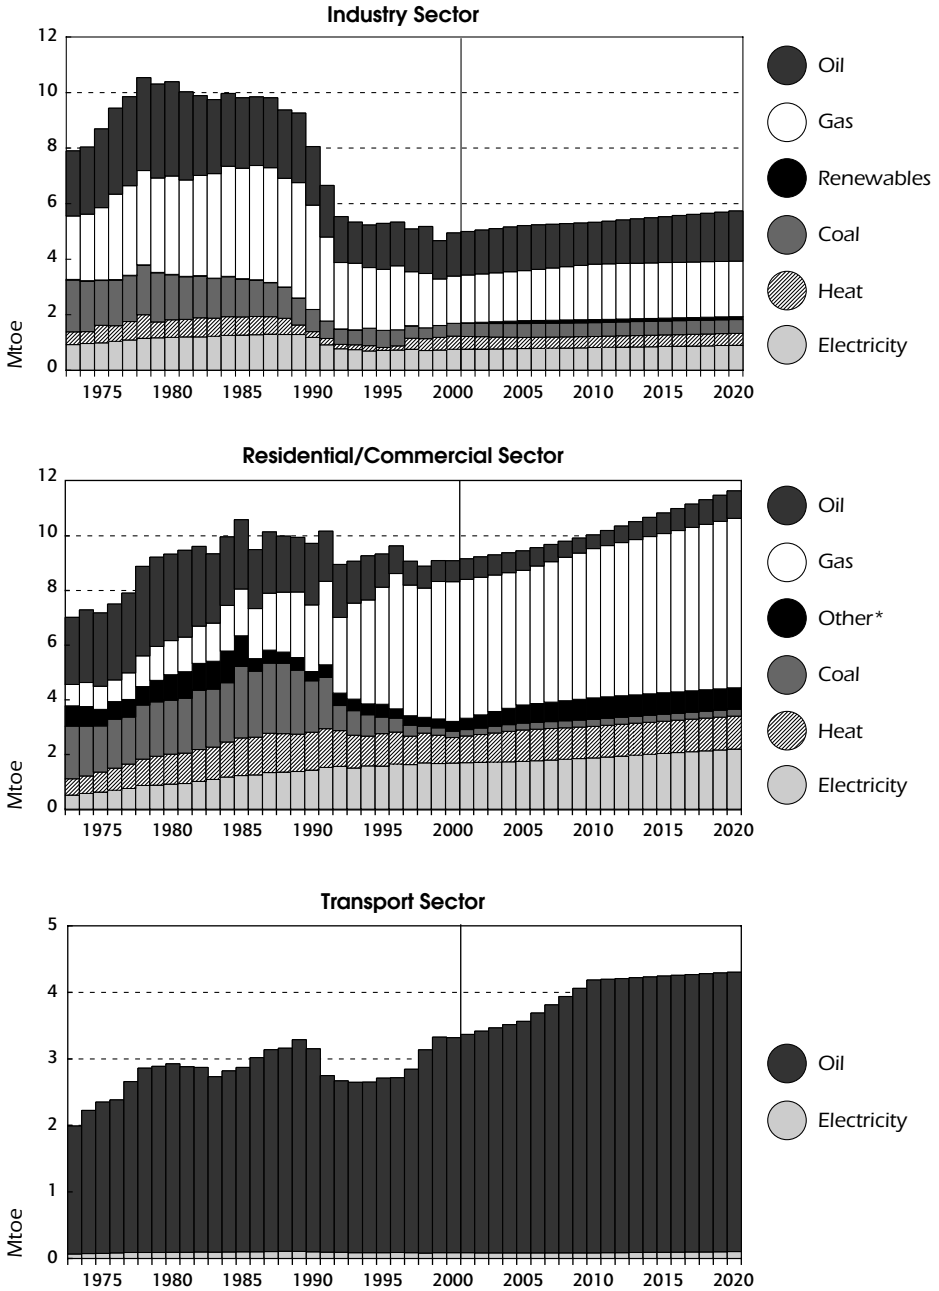 Industry Sector
12
10
8
6
4
2
0
Mtoe
1975 1980 1985 1990 1995 2000 2005 2010 2015 2020
Oil
Gas
Renewables
Coal
Heat
Electricity
Residential/Commercial Sector
12
10
8
6
4
2
0
Mtoe
1975 1980 1985 1990 1995 2000 2005 2010 2015 2020
Oil
Gas
Other*
Coal
Heat
Electricity
Transport Sector
5
4
3
2
1
0
Mtoe
1975 1980 1985 1990 1995 2000 2005 2010 2015 2020
Oil
Electricity